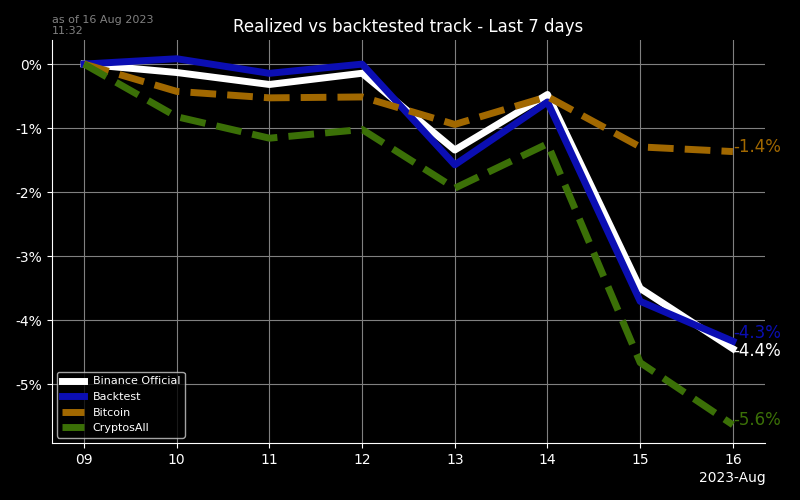 as of 16 Aug 2023
11:32
Realized vs backtested track - Last 7 days
0%
-1%
-2%
-3%
-4%
-5%
-1.4%
-4.3%
-4.4%
-5.6%
Binance Official
Backtest
Bitcoin
CryptosAll
09 10 11 12 13 14 15 16
2023-Aug